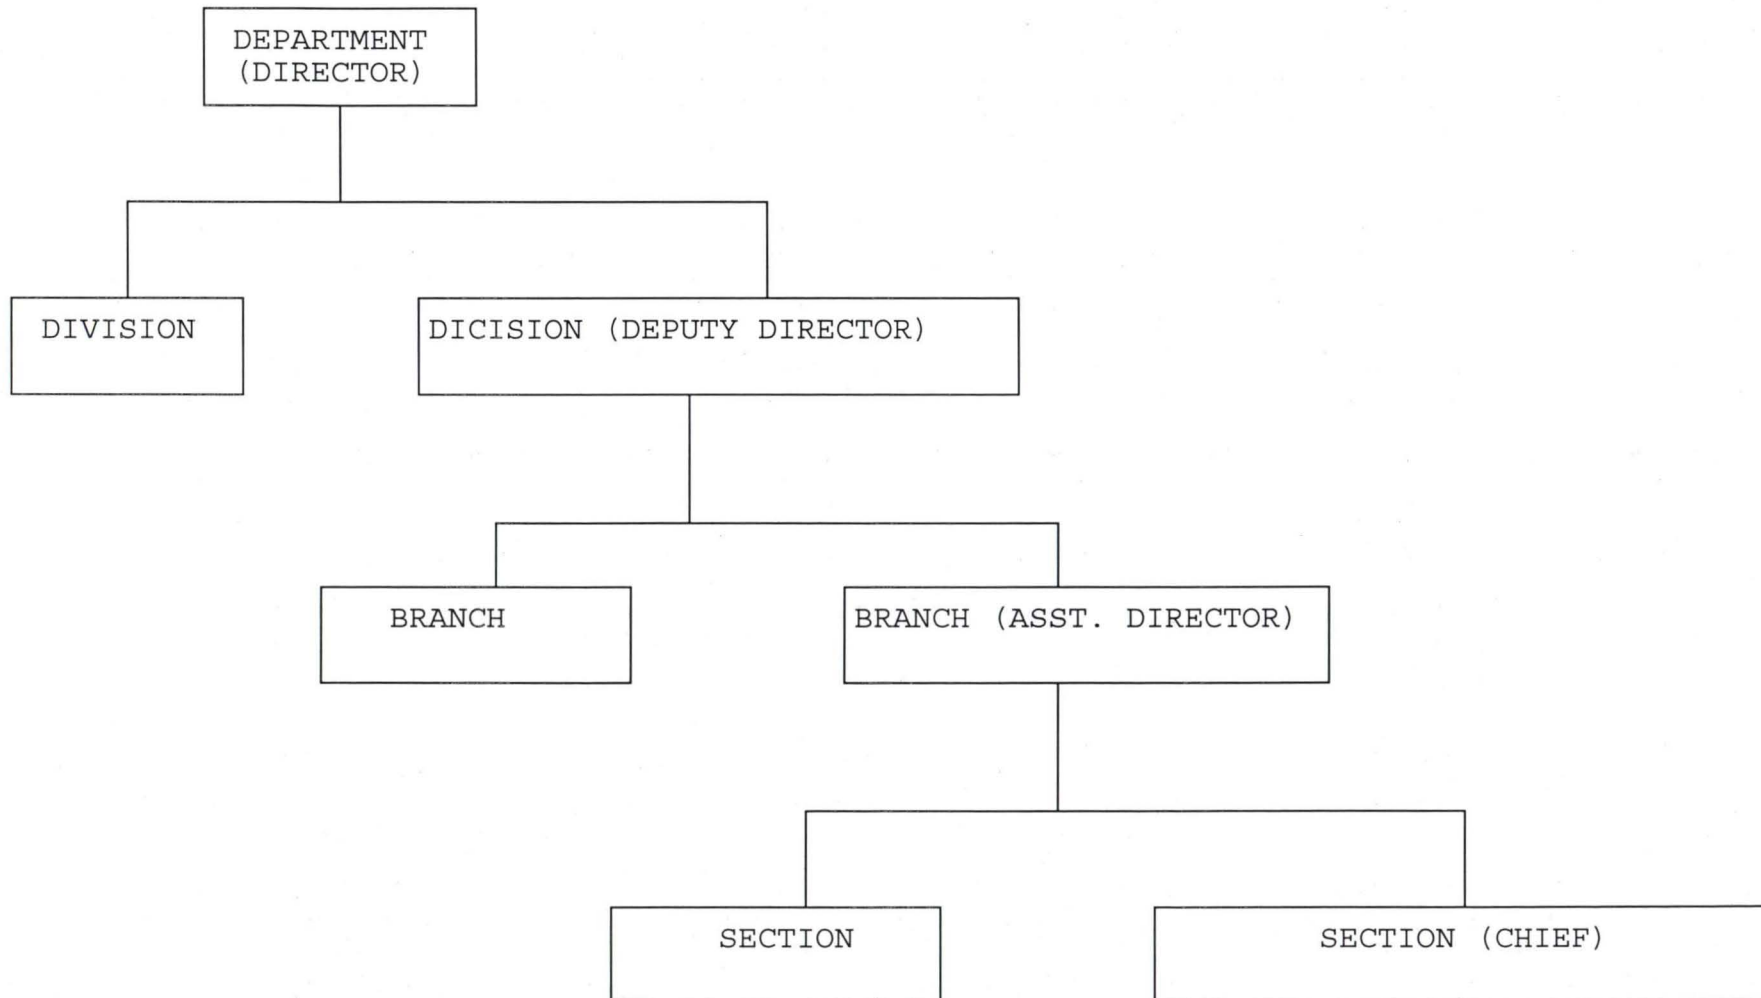 DEPARTMENT
(DIRECTOR)
DIVISION
DICISION (DEPUTY DIRECTOR)
BRANCH
BRANCH (ASST. DIRECTOR)
SECTION
SECTION (CHIEF)